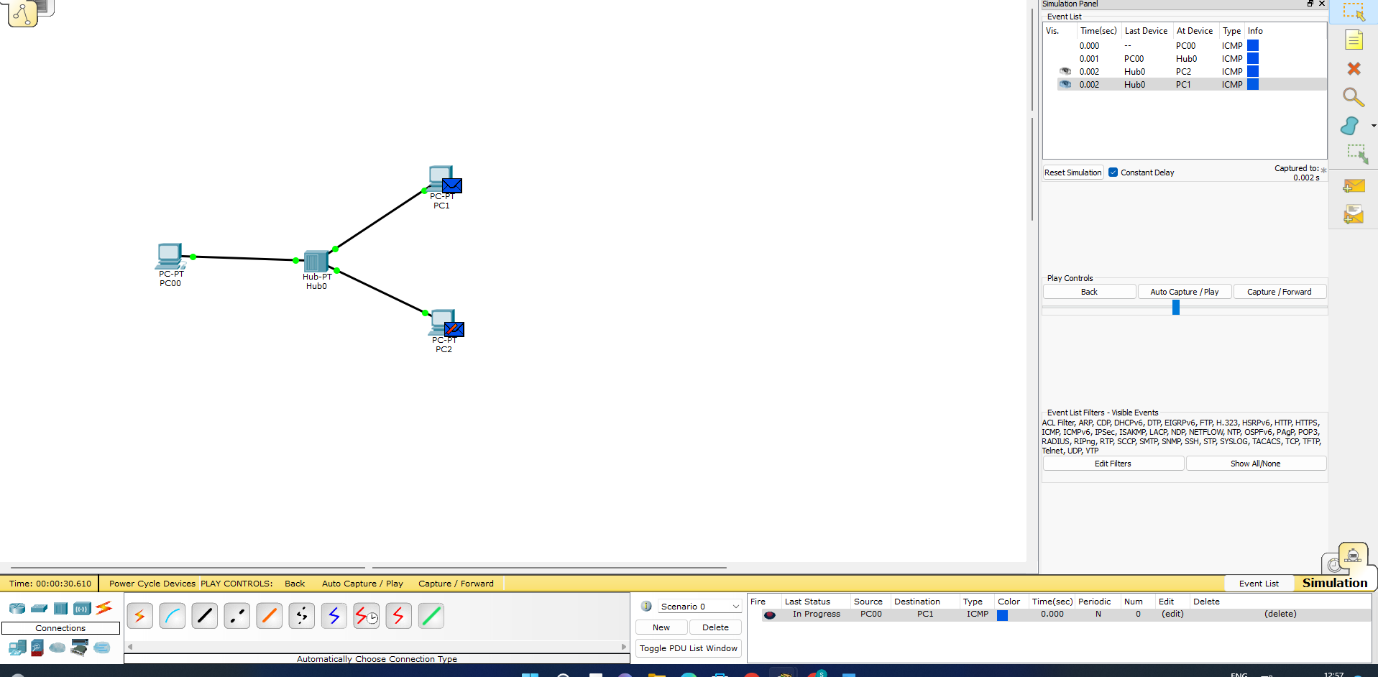 Simulation Panel
Event List
Vis. Time(sec) Last Device At Device Type Info
0.000 -- PC00 ICMP
0.001 PC00 Hub0 ICMP
0.002 Hub0 PC2 ICMP
0.002 Hub0 PC1 ICMP
Reset Simulation Constant Delay Captured to: *
0.002 s
PC-PT
PC1
PC-PT
PC00
Hub-PT
Hub0
PC-PT
PC2
Play Controls
Back Auto Capture / Play Capture / Forward
Event List Filters - Visible Events
ACL Filter, ARP, CDP, DHCPv6, DTP, EIGRPv6, FTP, H.323, HSRPv6, HTTP, HTTPS,
ICMP, ICMPv6, IPSec, ISAKMP, LACP, NDP, NETFLOW, NTP, OSPFv6, PAgP, POP3,
RADIUS, RIPng, RTP, SCCP, SMTP, SNMP, SSH, STP, SYSLOG, TACACS, TCP, TFTP,
Telnet, UDP, VTP
Edit Filters Show All/None
Time: 00:00:30.610 Power Cycle Devices PLAY CONTROLS: Back Auto Capture / Play Capture / Forward Event List Simulation
Connections
Automatically Choose Connection Type
Scenario 0
New Delete
Toggle PDU List Window
Fire Last Status Source Destination Type Color Time(sec) Periodic Num Edit Delete
In Progress PC00 PC1 ICMP 0.000 N 0 (edit) (delete)
ENG 12:57